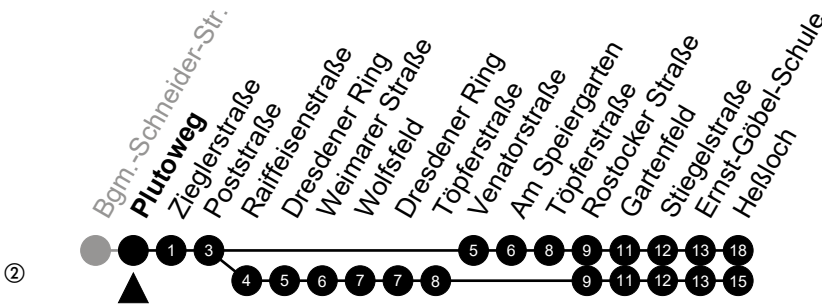 Bgm.-Schneider-Str.
Plutoweg
Zieglerstraße
Poststraße
Raiffeisenstraße
Dresdener Ring
Weimarer Straße
Wolfsfeld
Dresdener Ring
Töpferstraße
Venatorstraße
Am Speiergarten
Töpferstraße
Rostocker Straße
Gartenfeld
Stiegelstraße
Ernst-Göbel-Schule
Heßloch
② 1 3 5 6 8 9 11 12 13 18
4 5 6 7 7 8 9 11 12 13 15